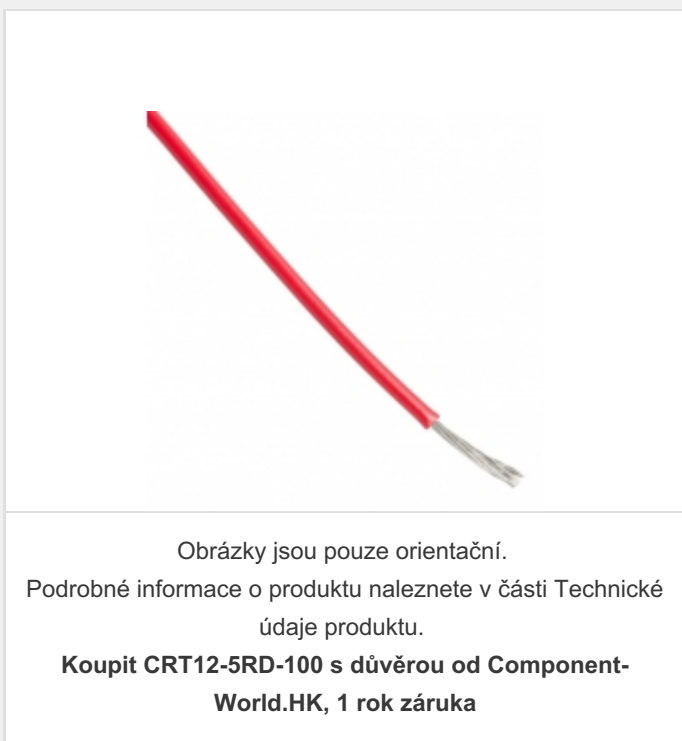 Obrázky jsou pouze orientační.
Podrobné informace o produktu naleznete v části Technické
údaje produktu.
Koupit CRT12-5RD-100 s důvěrou od Component-
World.HK, 1 rok záruka